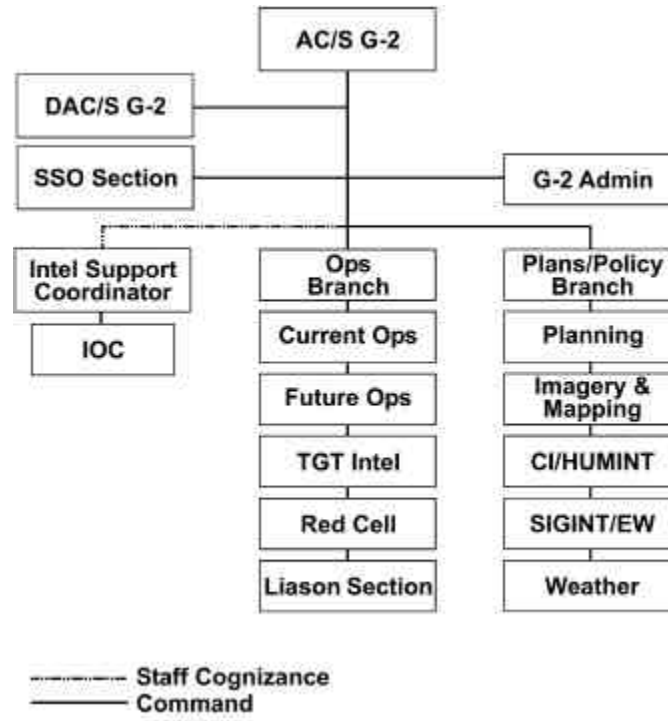 AC/S G-2
DAC/S G-2
SSO Section
G-2 Admin
Intel Support
Coordinator
IOC
Ops
Branch
Current Ops
Future Ops
TGT Intel
Red Cell
Liason Section
Plans/Policy
Branch
Planning
Imagery &
Mapping
CI/HUMINT
SIGINT/EW
Weather
Staff Cognizance
Command